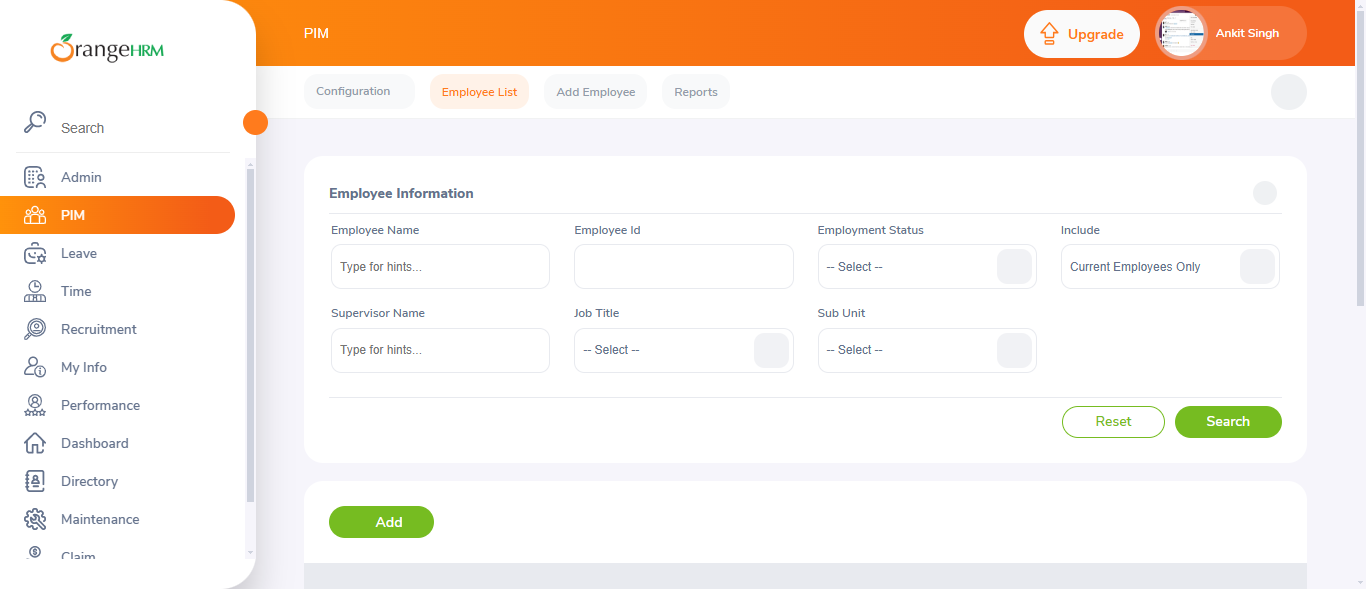 OrangeHRM
PIM
Upgrade
Ankit Singh
Search
Configuration
Employee List
Add Employee
Reports
Admin
PIM
Leave
Time
Recruitment
My Info
Performance
Dashboard
Directory
Maintenance
Claim
Employee Information
Employee Name
Employee Id
Employment Status
Include
Type for hints...
-- Select --
Current Employees Only
Supervisor Name
Job Title
Sub Unit
Type for hints...
-- Select --
-- Select --
Reset
Search
Add